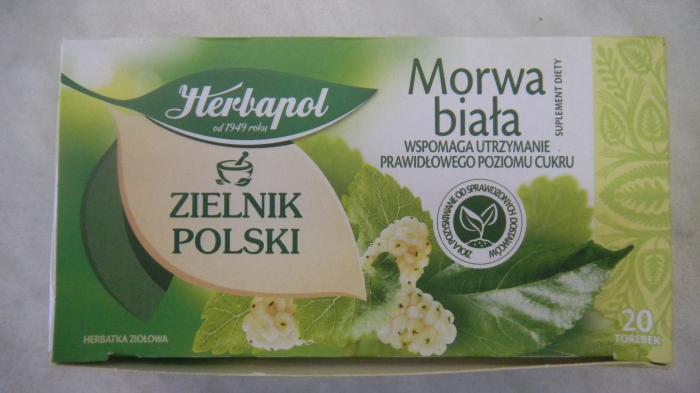 Herbapol
od 1949 roku
ZIELNIK
POLSKI
HERBATKA ZIOŁOWA
Morwa
biała
SUPLEMENT DIETY
WSPOMAGA UTRZYMANIE
PRAWIDŁOWEGO POZIOMU CUKRU
ZIOŁA POZYSKIWANE OD SPRAWDZONYCH DOSTAWCÓW
20
TOREBEK